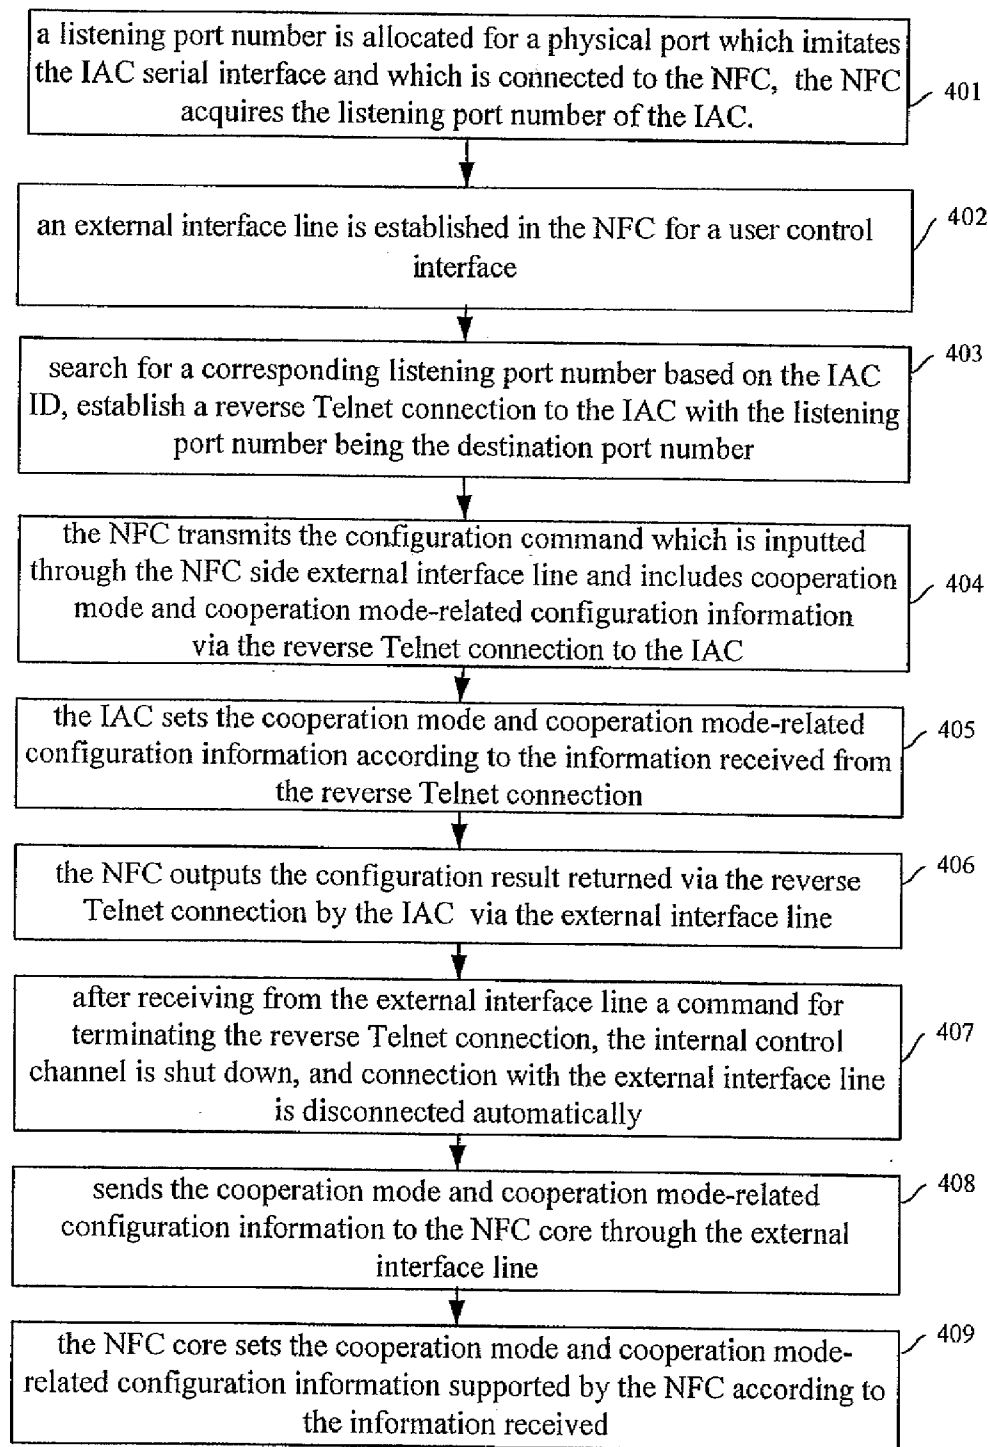 a listening port number is allocated for a physical port which imitates
the IAC serial interface and which is connected to the NFC, the NFC
acquires the listening port number of the IAC.
401
an external interface line is established in the NFC for a user control
interface
402
search for a corresponding listening port number based on the IAC
ID, establish a reverse Telnet connection to the IAC with the listening
port number being the destination port number
403
the NFC transmits the configuration command which is inputted
through the NFC side external interface line and includes cooperation
mode and cooperation mode-related configuration information
via the reverse Telnet connection to the IAC
404
the IAC sets the cooperation mode and cooperation mode-related
configuration information according to the information received from
the reverse Telnet connection
405
the NFC outputs the configuration result returned via the reverse
Telnet connection by the IAC via the external interface line
406
after receiving from the external interface line a command for
terminating the reverse Telnet connection, the internal control
channel is shut down, and connection with the external interface line
is disconnected automatically
407
sends the cooperation mode and cooperation mode-related
configuration information to the NFC core through the external
interface line
408
the NFC core sets the cooperation mode and cooperation mode-
related configuration information supported by the NFC according to
the information received
409